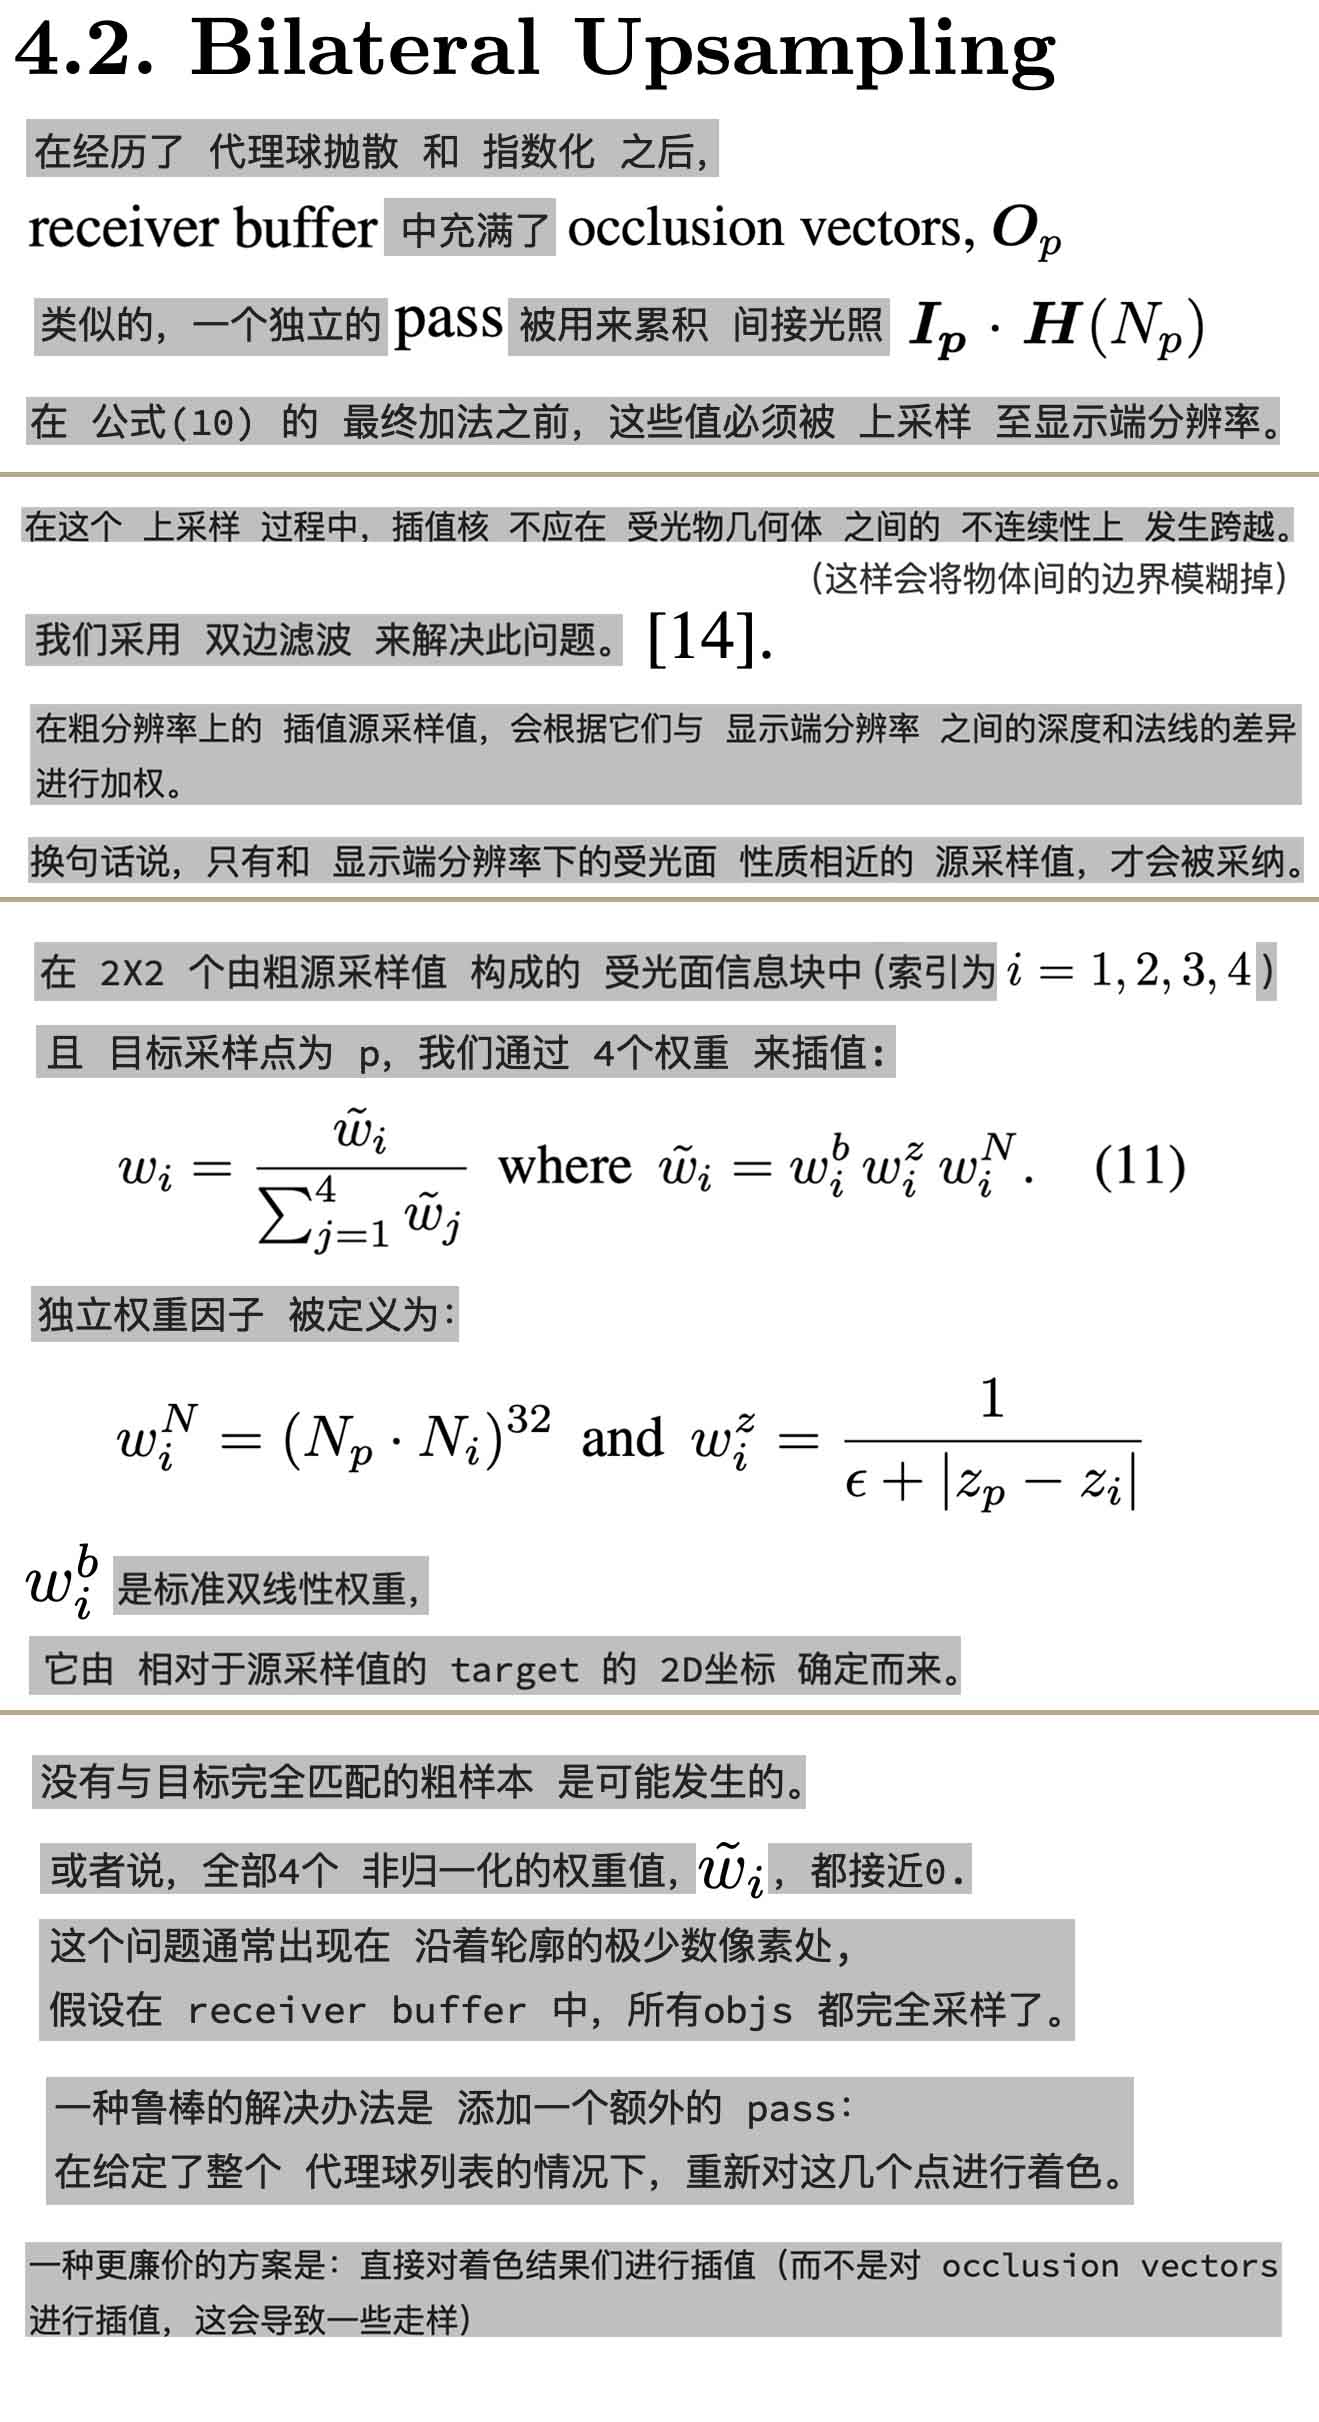 4.2. Bilateral Upsampling
在经历了 代理球抛散 和 指数化 之后，
receiver buffer 中充满了 occlusion vectors, Oₚ
类似的，一个独立的 pass 被用来累积 间接光照 Iₚ · H(Nₚ)
在 公式(10) 的 最终加法之前，这些值必须被 上采样 至显示端分辨率。
在这个 上采样 过程中，插值核 不应在 受光物几何体 之间的 不连续性上 发生跨越。
（这样会将物体间的边界模糊掉）
我们采用 双边滤波 来解决此问题。 [14].
在粗分辨率上的 插值源采样值，会根据它们与 显示端分辨率 之间的深度和法线的差异
进行加权。
换句话说，只有和 显示端分辨率下的受光面 性质相近的 源采样值，才会被采纳。
在 2X2 个由粗源采样值 构成的 受光面信息块中(索引为 i = 1, 2, 3, 4 )
且 目标采样点为 p，我们通过 4个权重 来插值：
w_i = \frac{\tilde{w}_i}{\sum_{j=1}^{4} \tilde{w}_j} where \tilde{w}_i = w_i^b w_i^z w_i^N. (11)
独立权重因子 被定义为：
w_i^N = (N_p · N_i)^{32} and w_i^z = \frac{1}{\epsilon + |z_p − z_i|}
w_i^b 是标准双线性权重，
它由 相对于源采样值的 target 的 2D坐标 确定而来。
没有与目标完全匹配的粗样本 是可能发生的。
或者说，全部4个 非归一化的权重值，\tilde{w}_i，都接近0.
这个问题通常出现在 沿着轮廓的极少数像素处，
假设在 receiver buffer 中，所有objs 都完全采样了。
一种鲁棒的解决办法是 添加一个额外的 pass：
在给定了整个 代理球列表的情况下，重新对这几个点进行着色。
一种更廉价的方案是：直接对着色结果们进行插值（而不是对 occlusion vectors
进行插值，这会导致一些走样）